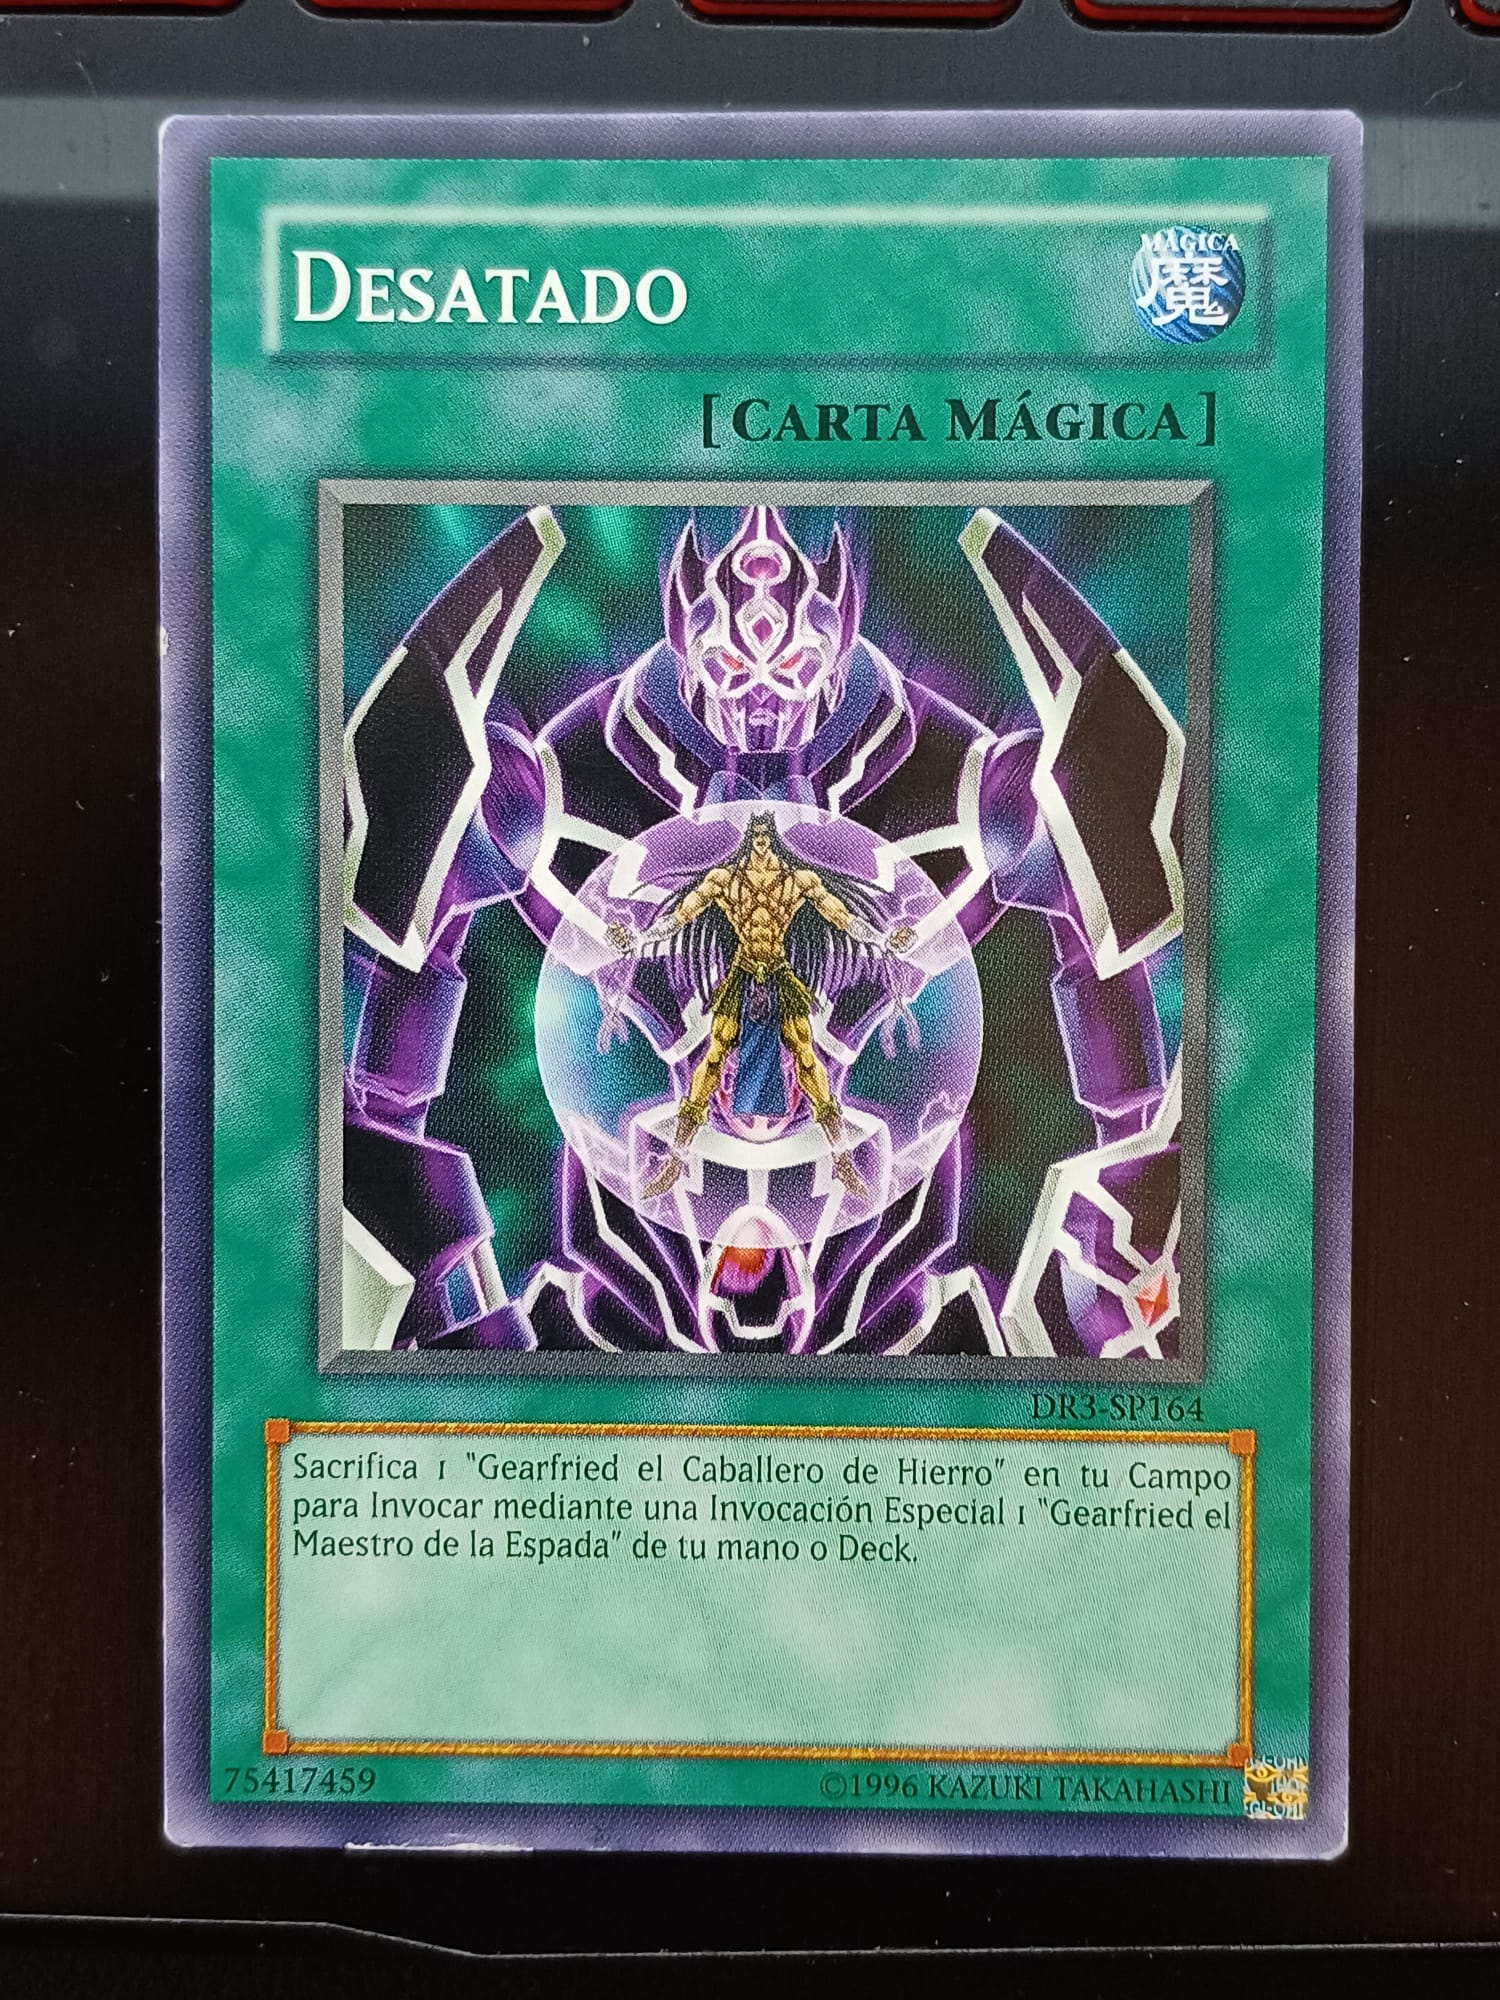 DESATADO
MÁGICA
魔
[CARTA MÁGICA]
DR3-SP164
Sacrifica 1 "Gearfried el Caballero de Hierro" en tu Campo
para Invocar mediante una Invocación Especial 1 "Gearfried el
Maestro de la Espada" de tu mano o Deck.
75417459
©1996 KAZUKI TAKAHASHI